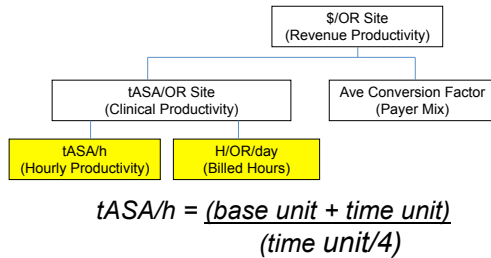 $/OR Site
(Revenue Productivity)
tASA/OR Site
(Clinical Productivity)
Ave Conversion Factor
(Payer Mix)
tASA/h
(Hourly Productivity)
H/OR/day
(Billed Hours)
tASA/h = (base unit + time unit)
(time unit/4)